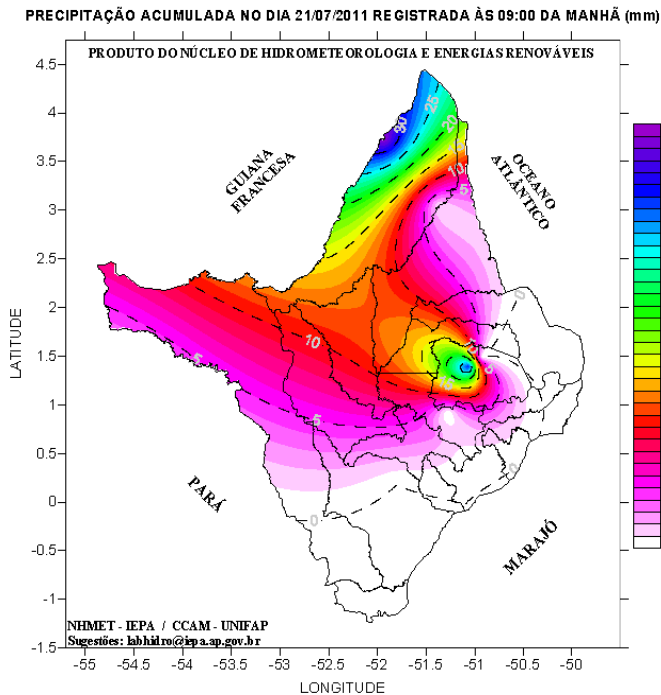 PRECIPITAÇÃO ACUMULADA NO DIA 21/07/2011 REGISTRADA ÀS 09:00 DA MANHÃ (mm)
PRODUTO DO NÚCLEO DE HIDROMETEOROLOGIA E ENERGIAS RENOVÁVEIS
4.5
4
3.5
3
2.5
2
1.5
1
0.5
0
-0.5
-1
-1.5
LATITUDE
GUIANA
FRANCESA
OCEANO
ATLÂNTICO
PARÁ
MARAJÓ
30
25
20
10
5
0
10
5
5
0
0
0
NHMET - IEPA / CCAM - UNIFAP
Sugestões: labhidro@iepa.ap.gov.br
-55 -54.5 -54 -53.5 -53 -52.5 -52 -51.5 -51 -50.5 -50
LONGITUDE